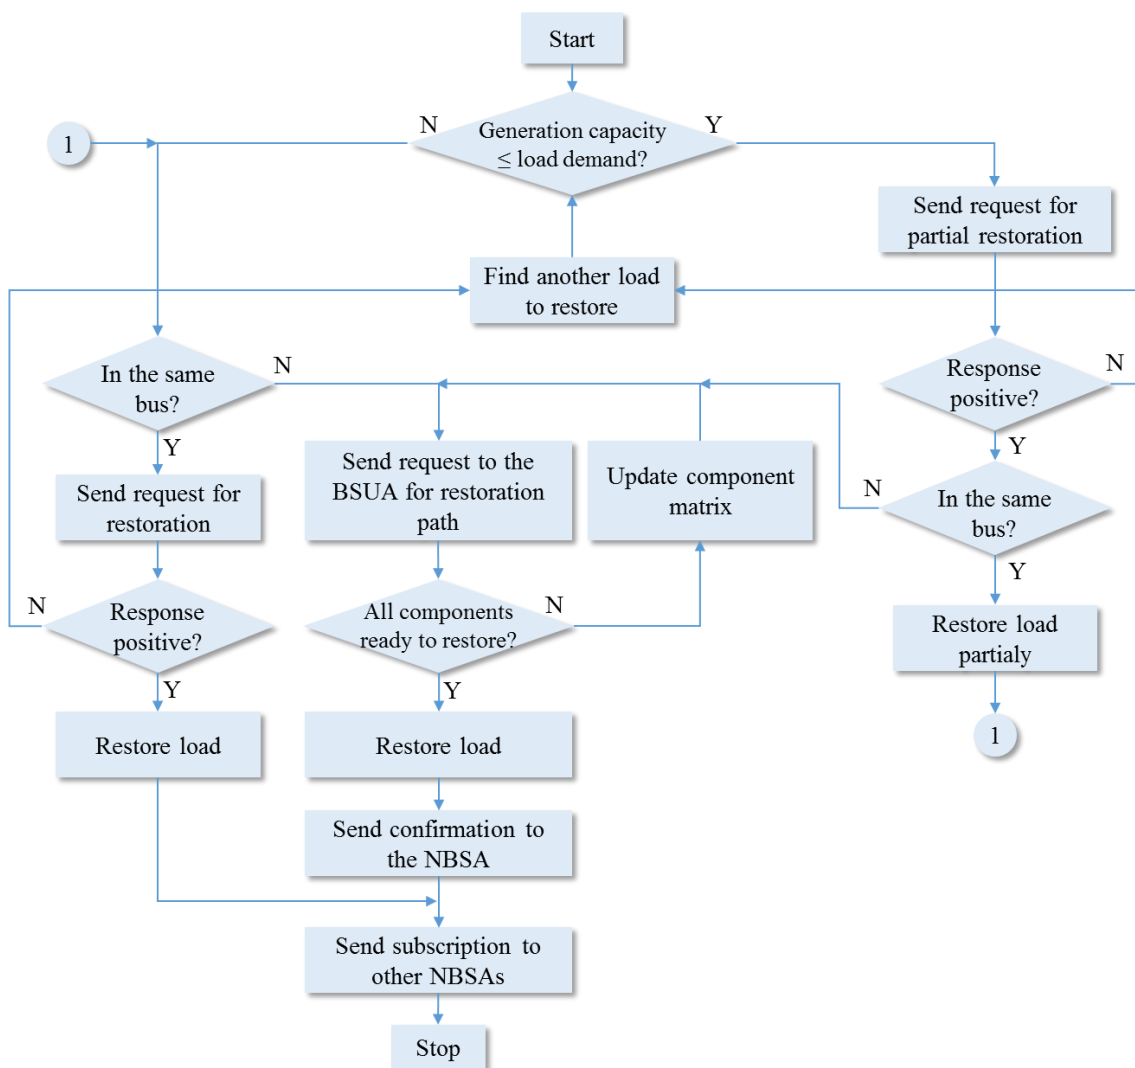 Start
N
Generation capacity
≤ load demand?
Y
1
Send request for
partial restoration
Find another load
to restore
In the same
bus?
N
Response
positive?
N
Y
Y
Send request for
restoration
Send request to the
BSUA for restoration
path
Update component
matrix
N
In the same
bus?
Y
N
Response
positive?
All components
ready to restore?
N
Restore load
partialy
Y
Y
Restore load
Restore load
1
Send confirmation to
the NBSA
Send subscription to
other NBSAs
Stop